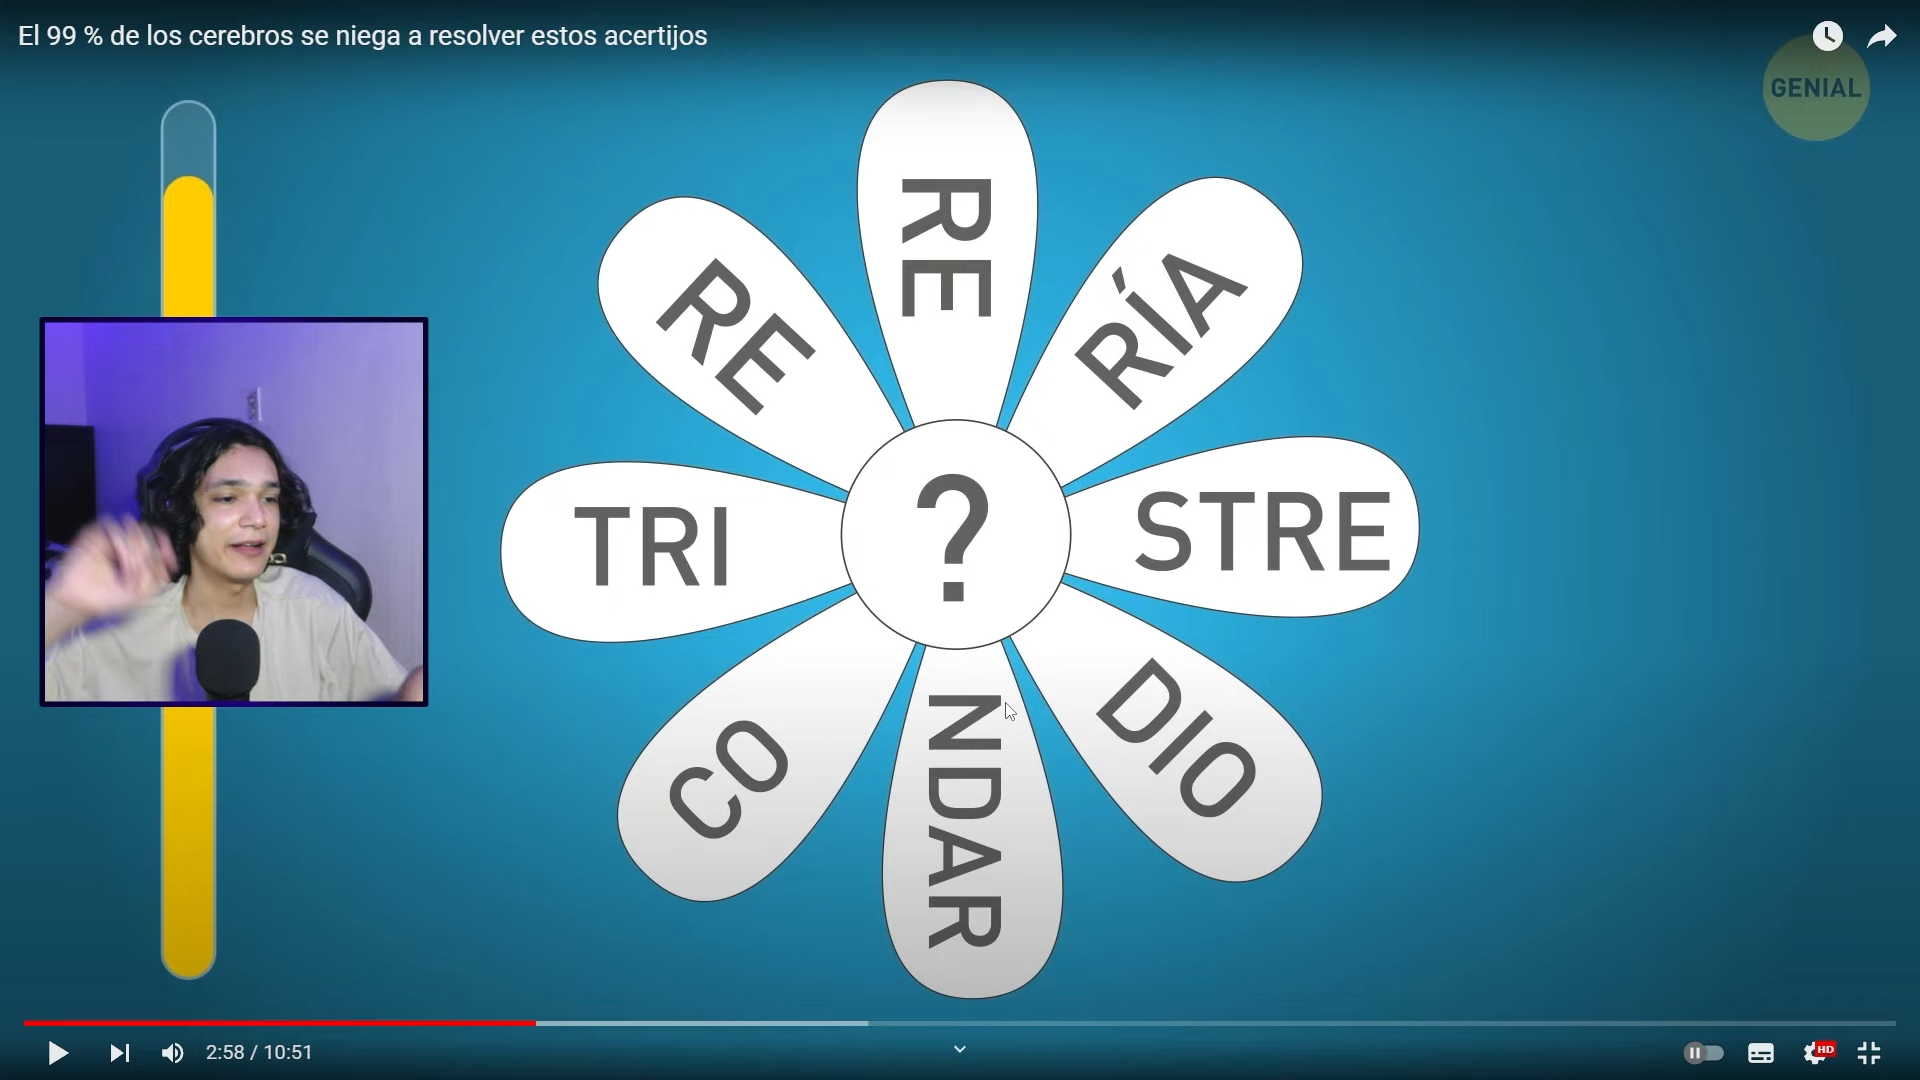 El 99 % de los cerebros se niega a resolver estos acertijos
GENIAL
RE
RÍA
RE
STRE
TRI
?
DIO
CO
NDAR
2:58 / 10:51
HD